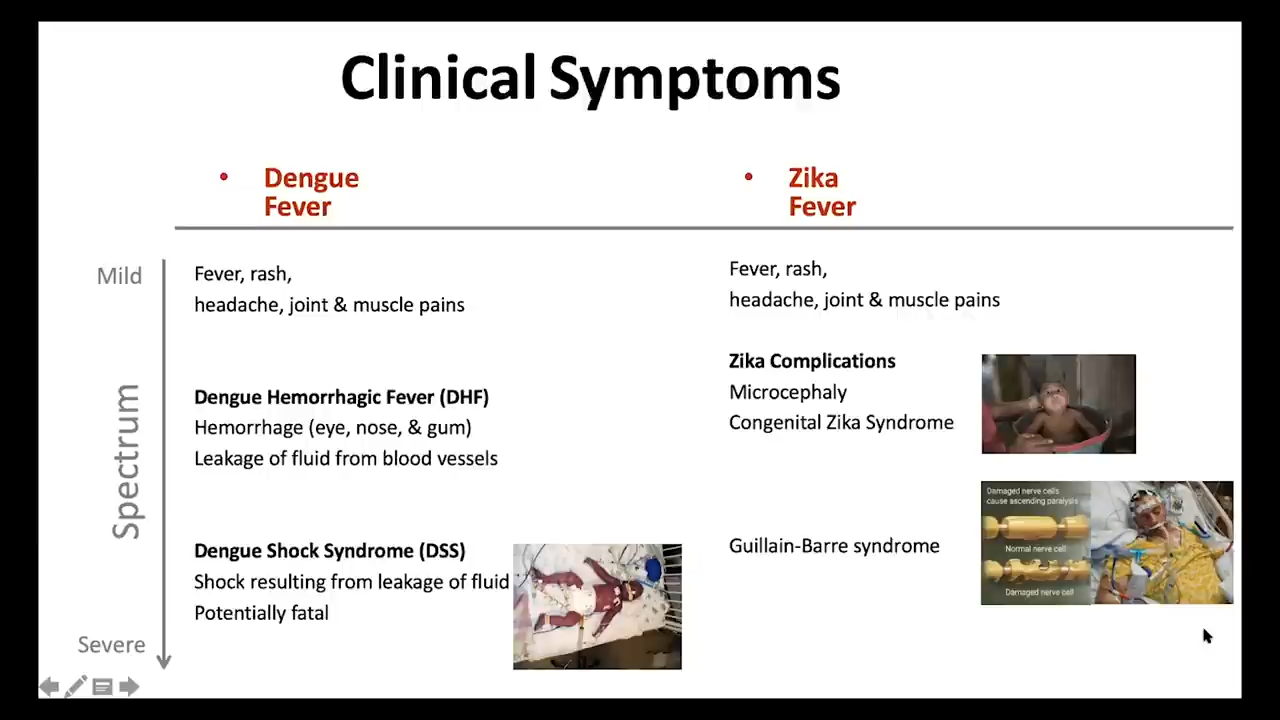 Clinical Symptoms
• Dengue
Fever
• Zika
Fever
Mild
Spectrum
Severe
Fever, rash,
headache, joint & muscle pains
Dengue Hemorrhagic Fever (DHF)
Hemorrhage (eye, nose, & gum)
Leakage of fluid from blood vessels
Dengue Shock Syndrome (DSS)
Shock resulting from leakage of fluid
Potentially fatal
Fever, rash,
headache, joint & muscle pains
Zika Complications
Microcephaly
Congenital Zika Syndrome
Guillain-Barre syndrome
Damaged nerve cells
cause ascending paralysis
Normal nerve cell
Damaged nerve cell